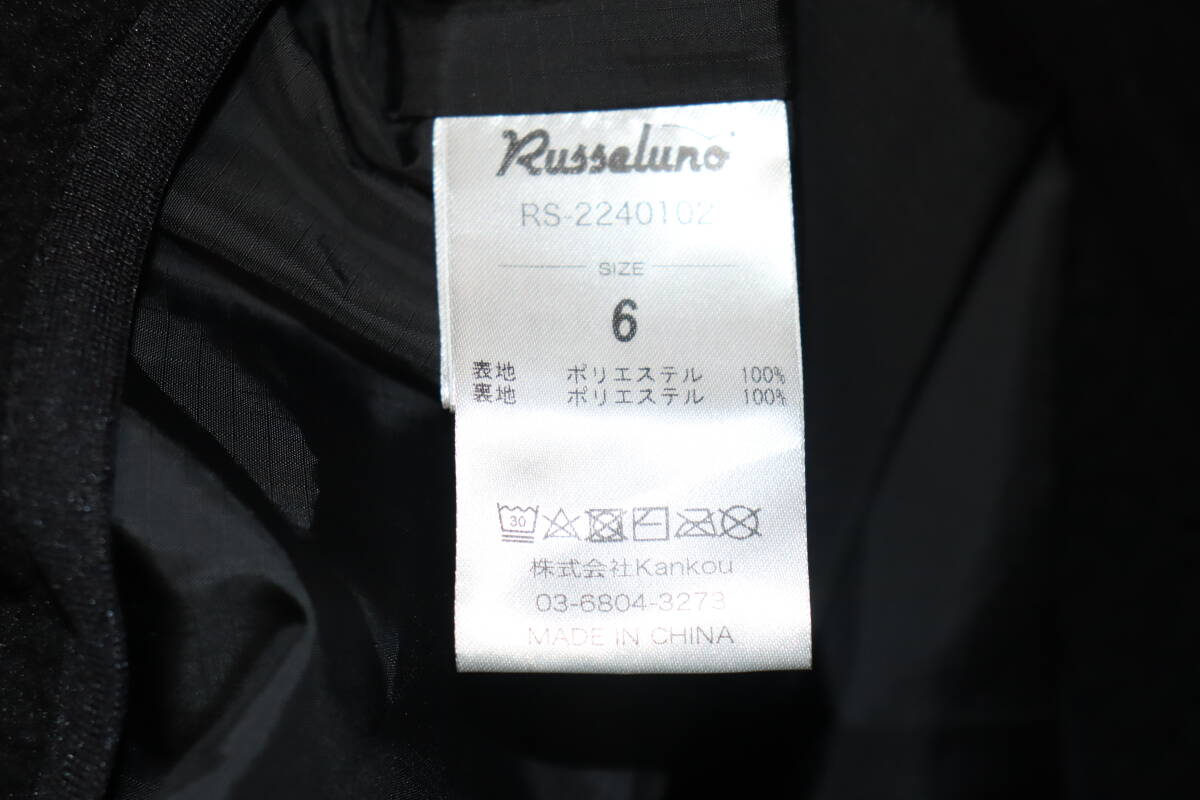 Russaluno
RS-2240102
SIZE
6
表地 ポリエステル 100%
裏地 ポリエステル 100%
30
株式会社Kankou
03-6804-3273
MADE IN CHINA